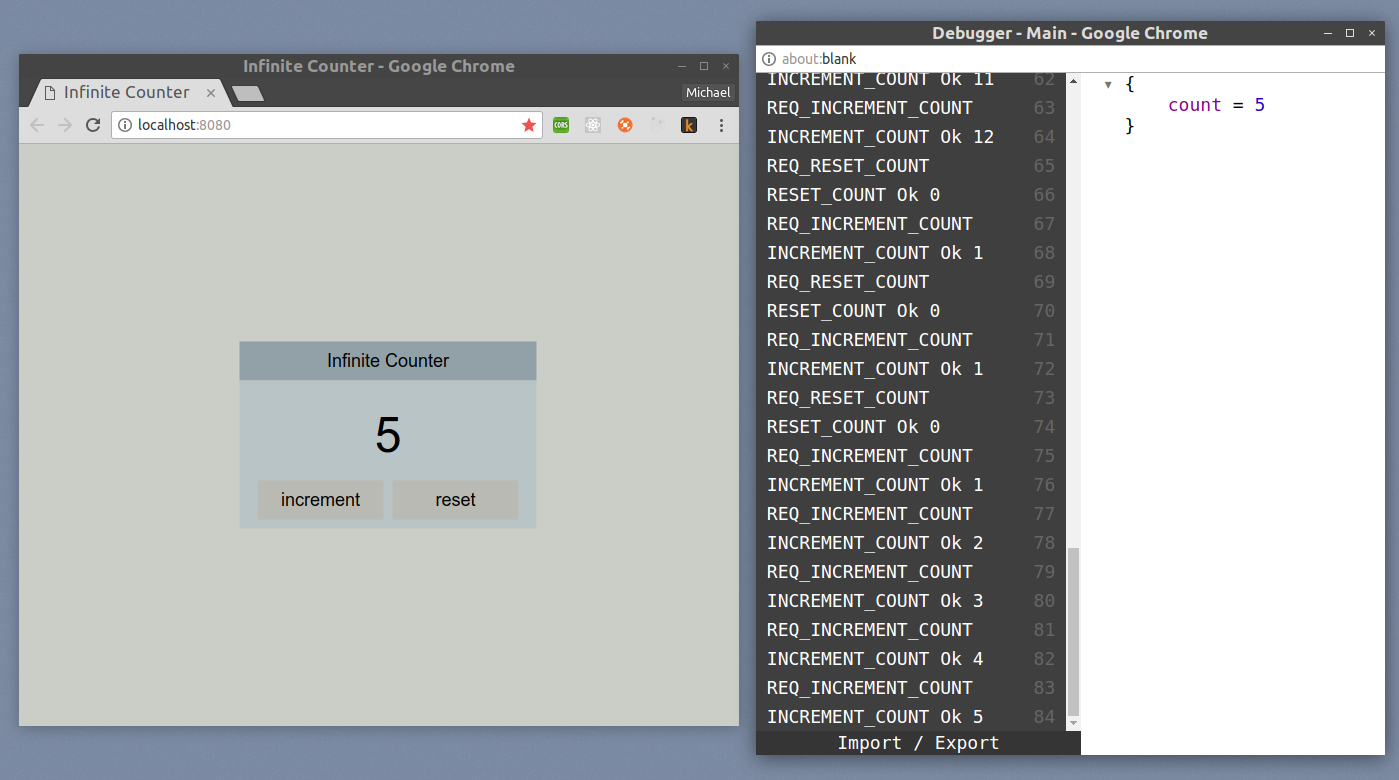 Infinite Counter - Google Chrome
Infinite Counter
Michael
localhost:8080
CORS
k
Infinite Counter
5
increment reset
Debugger - Main - Google Chrome
about:blank
INCREMENT_COUNT Ok 11 62
REQ_INCREMENT_COUNT 63
INCREMENT_COUNT Ok 12 64
REQ_RESET_COUNT 65
RESET_COUNT Ok 0 66
REQ_INCREMENT_COUNT 67
INCREMENT_COUNT Ok 1 68
REQ_RESET_COUNT 69
RESET_COUNT Ok 0 70
REQ_INCREMENT_COUNT 71
INCREMENT_COUNT Ok 1 72
REQ_RESET_COUNT 73
RESET_COUNT Ok 0 74
REQ_INCREMENT_COUNT 75
INCREMENT_COUNT Ok 1 76
REQ_INCREMENT_COUNT 77
INCREMENT_COUNT Ok 2 78
REQ_INCREMENT_COUNT 79
INCREMENT_COUNT Ok 3 80
REQ_INCREMENT_COUNT 81
INCREMENT_COUNT Ok 4 82
REQ_INCREMENT_COUNT 83
INCREMENT_COUNT Ok 5 84
Import / Export
{
count = 5
}